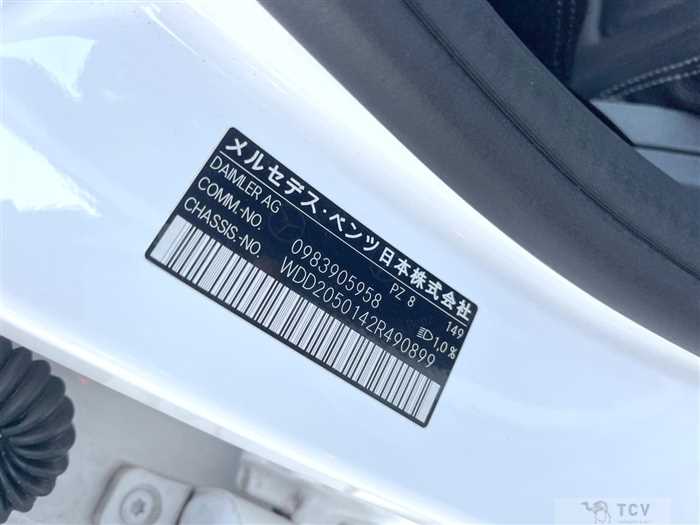 メルセデス・ベンツ日本株式会社
DAIMLER AG 149
COMM.-NO. 0983905958 PZ 8 1,0%
CHASSIS.-NO. WDD2050142R490899
TCV